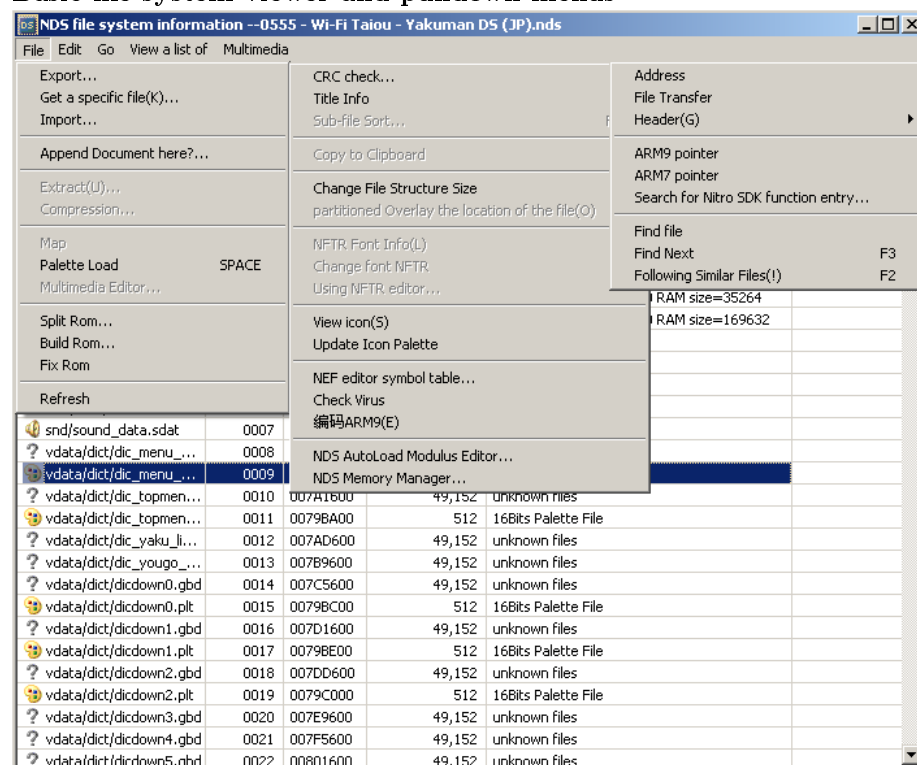 NDS file system information --0555 - Wi-Fi Taiou - Yakuman DS (JP).nds
File Edit Go View a list of Multimedia
Export...
Get a specific file(K)...
Import...
Append Document here?...
Extract(U)...
Compression...
Map
Palette Load SPACE
Multimedia Editor...
Split Rom...
Build Rom...
Fix Rom
Refresh
CRC check...
Title Info
Sub-file Sort...
Copy to Clipboard
Change File Structure Size
partitioned Overlay the location of the file(O)
NFTR Font Info(L)
Change font NFTR
Using NFTR editor...
View icon(S)
Update Icon Palette
NEF editor symbol table...
Check Virus
编码ARM9(E)
NDS AutoLoad Modulus Editor...
NDS Memory Manager...
Address
File Transfer
Header(G)
ARM9 pointer
ARM7 pointer
Search for Nitro SDK function entry...
Find file
Find Next F3
Following Similar Files(!) F2
RAM size=35264
RAM size=169632
snd/sound_data.sdat 0007
vdata/dict/dic_menu_... 0008
vdata/dict/dic_menu_... 0009
vdata/dict/dic_topmen... 0010 007A1600 49,152 unknown files
vdata/dict/dic_topmen... 0011 0079BA00 512 16Bits Palette File
vdata/dict/dic_yaku_li... 0012 007AD600 49,152 unknown files
vdata/dict/dic_yougo_... 0013 007B9600 49,152 unknown files
vdata/dict/dicdown0.gbd 0014 007C5600 49,152 unknown files
vdata/dict/dicdown0.plt 0015 0079BC00 512 16Bits Palette File
vdata/dict/dicdown1.gbd 0016 007D1600 49,152 unknown files
vdata/dict/dicdown1.plt 0017 0079BE00 512 16Bits Palette File
vdata/dict/dicdown2.gbd 0018 007DD600 49,152 unknown files
vdata/dict/dicdown2.plt 0019 0079C000 512 16Bits Palette File
vdata/dict/dicdown3.gbd 0020 007E9600 49,152 unknown files
vdata/dict/dicdown4.gbd 0021 007F5600 49,152 unknown files
vdata/dict/dicdown5.gbd 0022 00801600 49,152 unknown files